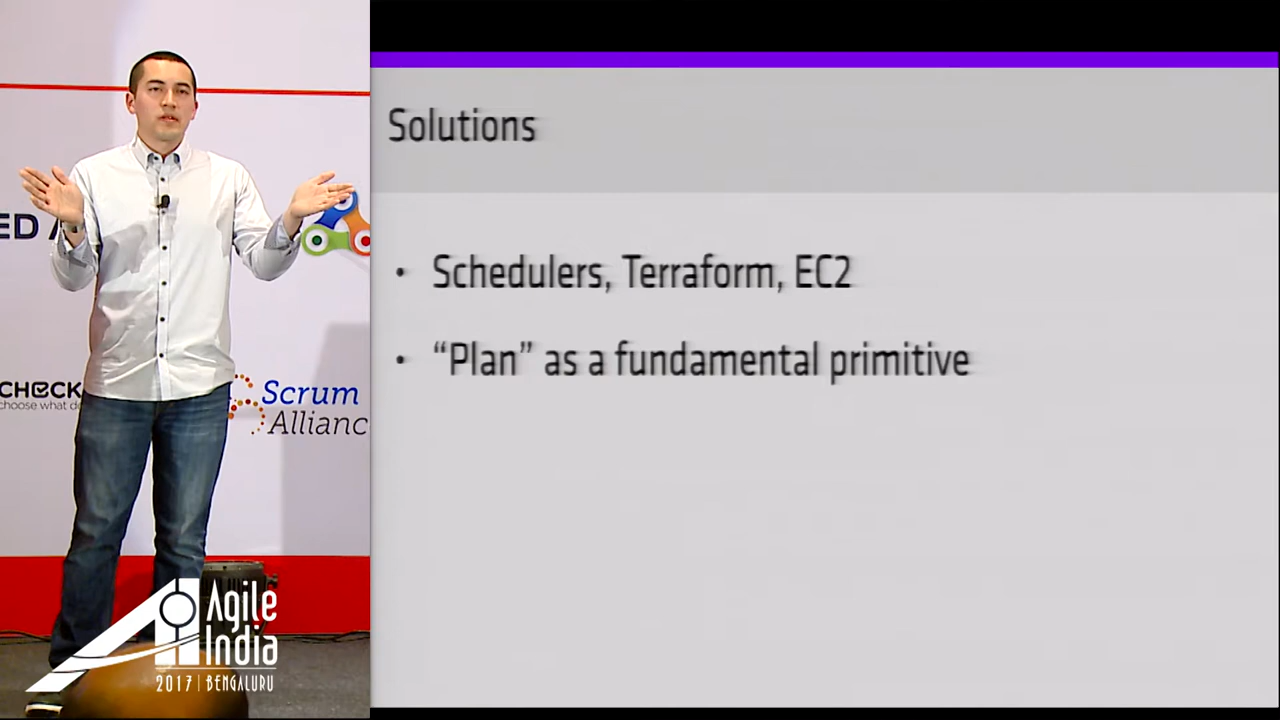 ED A
CHECK
choose what d
Scrum
Allianc
Agile
India
2017 | BENGALURU
Solutions
• Schedulers, Terraform, EC2
• “Plan” as a fundamental primitive